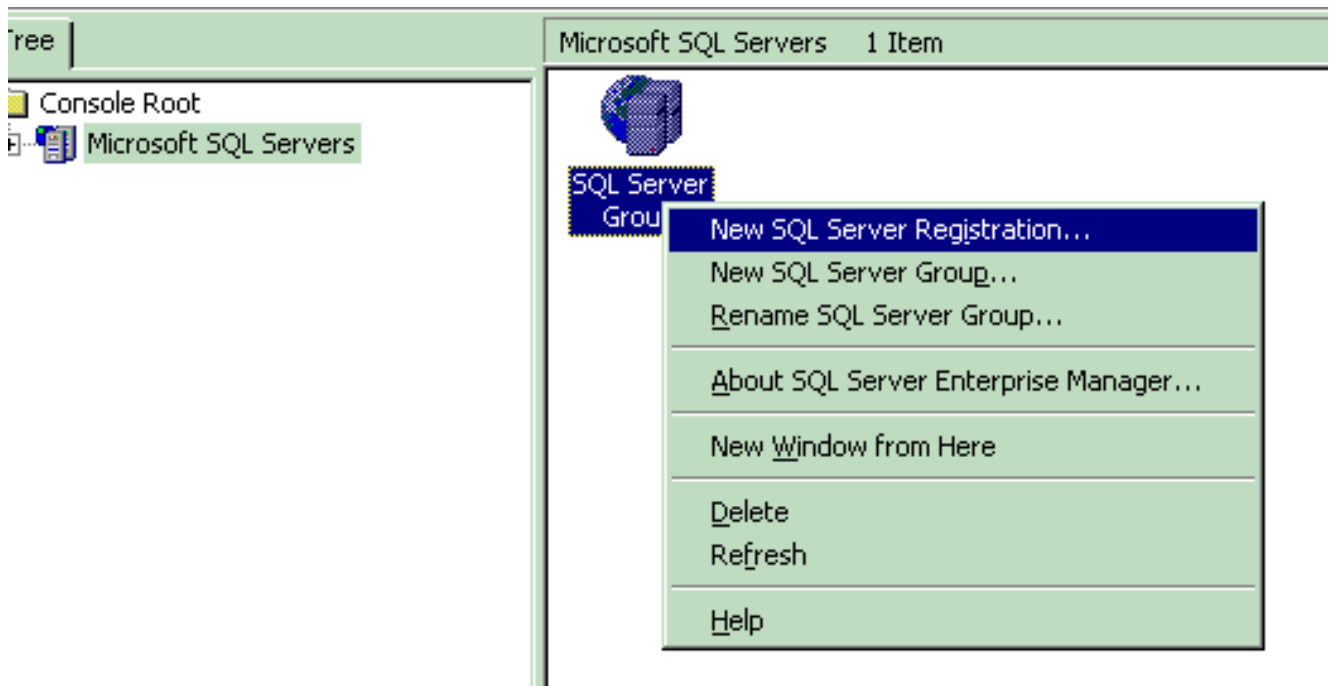 Tree
Microsoft SQL Servers 1 Item
Console Root
Microsoft SQL Servers
SQL Server
Grou
New SQL Server Registration...
New SQL Server Group...
Rename SQL Server Group...
About SQL Server Enterprise Manager...
New Window from Here
Delete
Refresh
Help